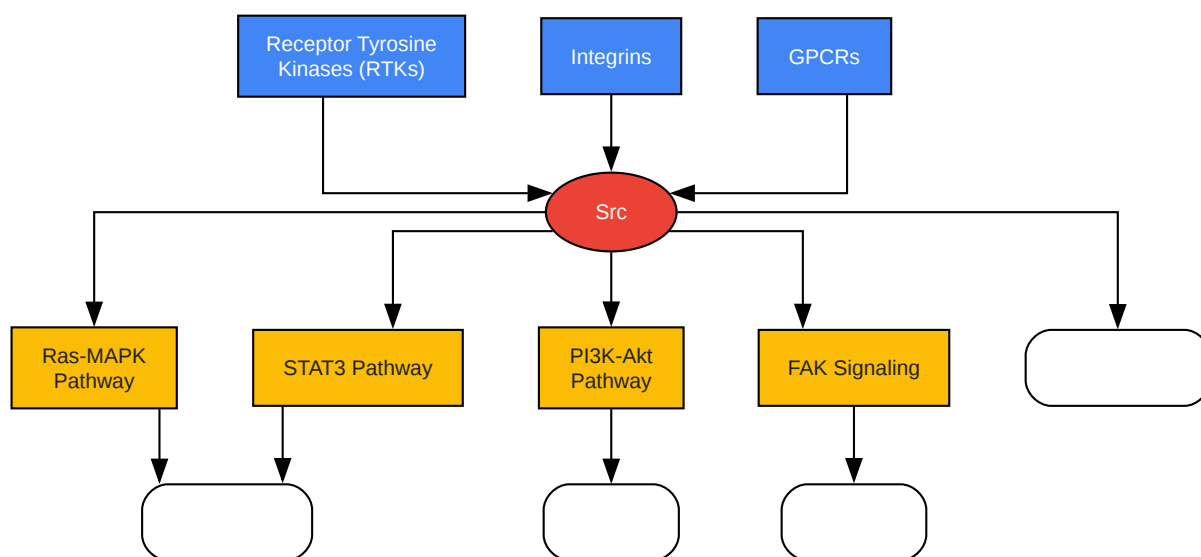 Receptor Tyrosine
Kinases (RTKs)
Integrins
GPCRs
Src
Ras-MAPK
Pathway
STAT3 Pathway
PI3K-Akt
Pathway
FAK Signaling